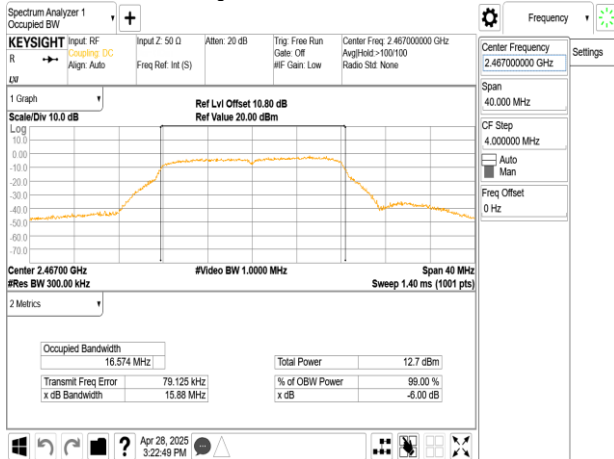 Spectrum Analyzer 1
Occupied BW
KEYSIGHT Input: RF
Coupling: DC
Align: Auto
Input Z: 50 Ω
Freq Ref: Int (S)
Atten: 20 dB
Trig: Free Run
Gate: Off
#IF Gain: Low
Center Freq: 2.467000000 GHz
Avg|Hold:>100/100
Radio Std: None
R
LXI
1 Graph
Scale/Div 10.0 dB
Ref Lvl Offset 10.80 dB
Ref Value 20.00 dBm
Log
10.0
0.00
-10.0
-20.0
-30.0
-40.0
-50.0
-60.0
-70.0
Center 2.46700 GHz
#Res BW 300.00 kHz
#Video BW 1.0000 MHz
Span 40 MHz
Sweep 1.40 ms (1001 pts)
2 Metrics
Occupied Bandwidth
16.574 MHz
Total Power 12.7 dBm
Transmit Freq Error 79.125 kHz
% of OBW Power 99.00 %
x dB Bandwidth 15.88 MHz
x dB -6.00 dB
Apr 28, 2025
3:22:49 PM
Frequency
Center Frequency
2.467000000 GHz
Settings
Span
40.000 MHz
CF Step
4.000000 MHz
Auto
Man
Freq Offset
0 Hz